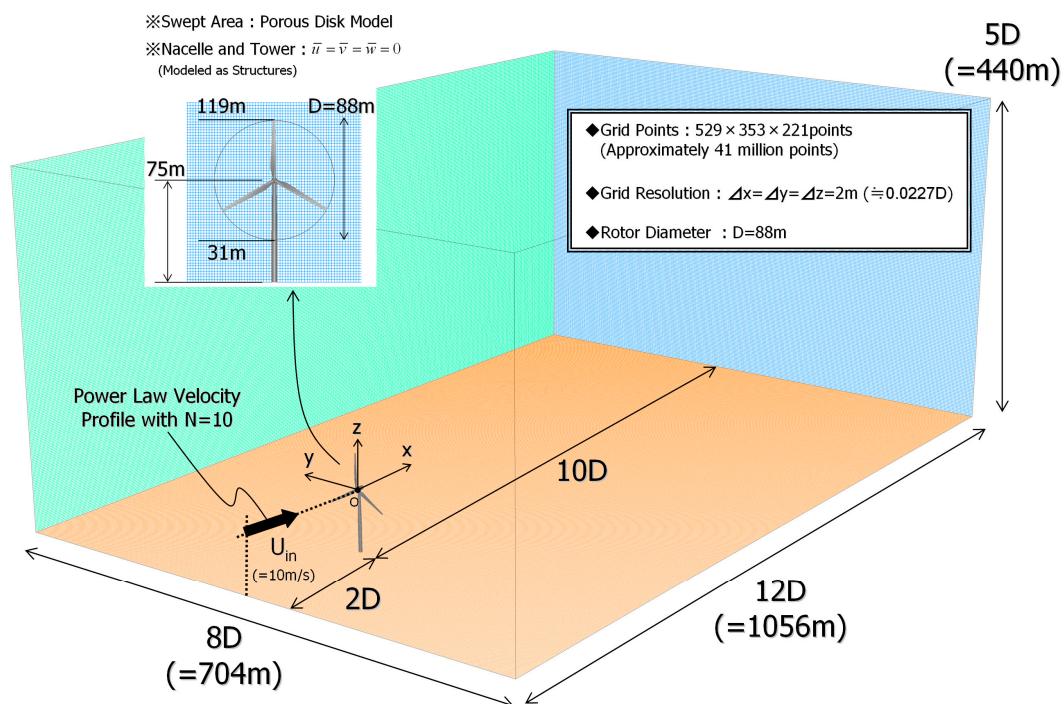 ※Swept Area : Porous Disk Model
※Nacelle and Tower : u̅ = v̅ = w̅ = 0
(Modeled as Structures)
119m
D=88m
75m
31m
5D
(=440m)
◆Grid Points : 529×353×221points
(Approximately 41 million points)
◆Grid Resolution : ⊿x=⊿y=⊿z=2m (≒0.0227D)
◆Rotor Diameter : D=88m
Power Law Velocity
Profile with N=10
z
x
y
O
10D
U_in
(=10m/s)
2D
12D
(=1056m)
8D
(=704m)